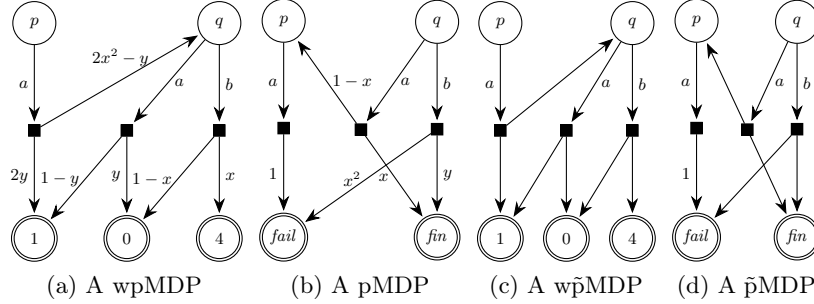 p q p q p q p q
2x² − y
a a b a 1 − x a b a a b a a b
2y 1 − y y 1 − x x 1 x² x y 1
1 0 4 fail fin 1 0 4 fail fin
(a) A wpMDP (b) A pMDP (c) A wp̃MDP (d) A p̃MDP